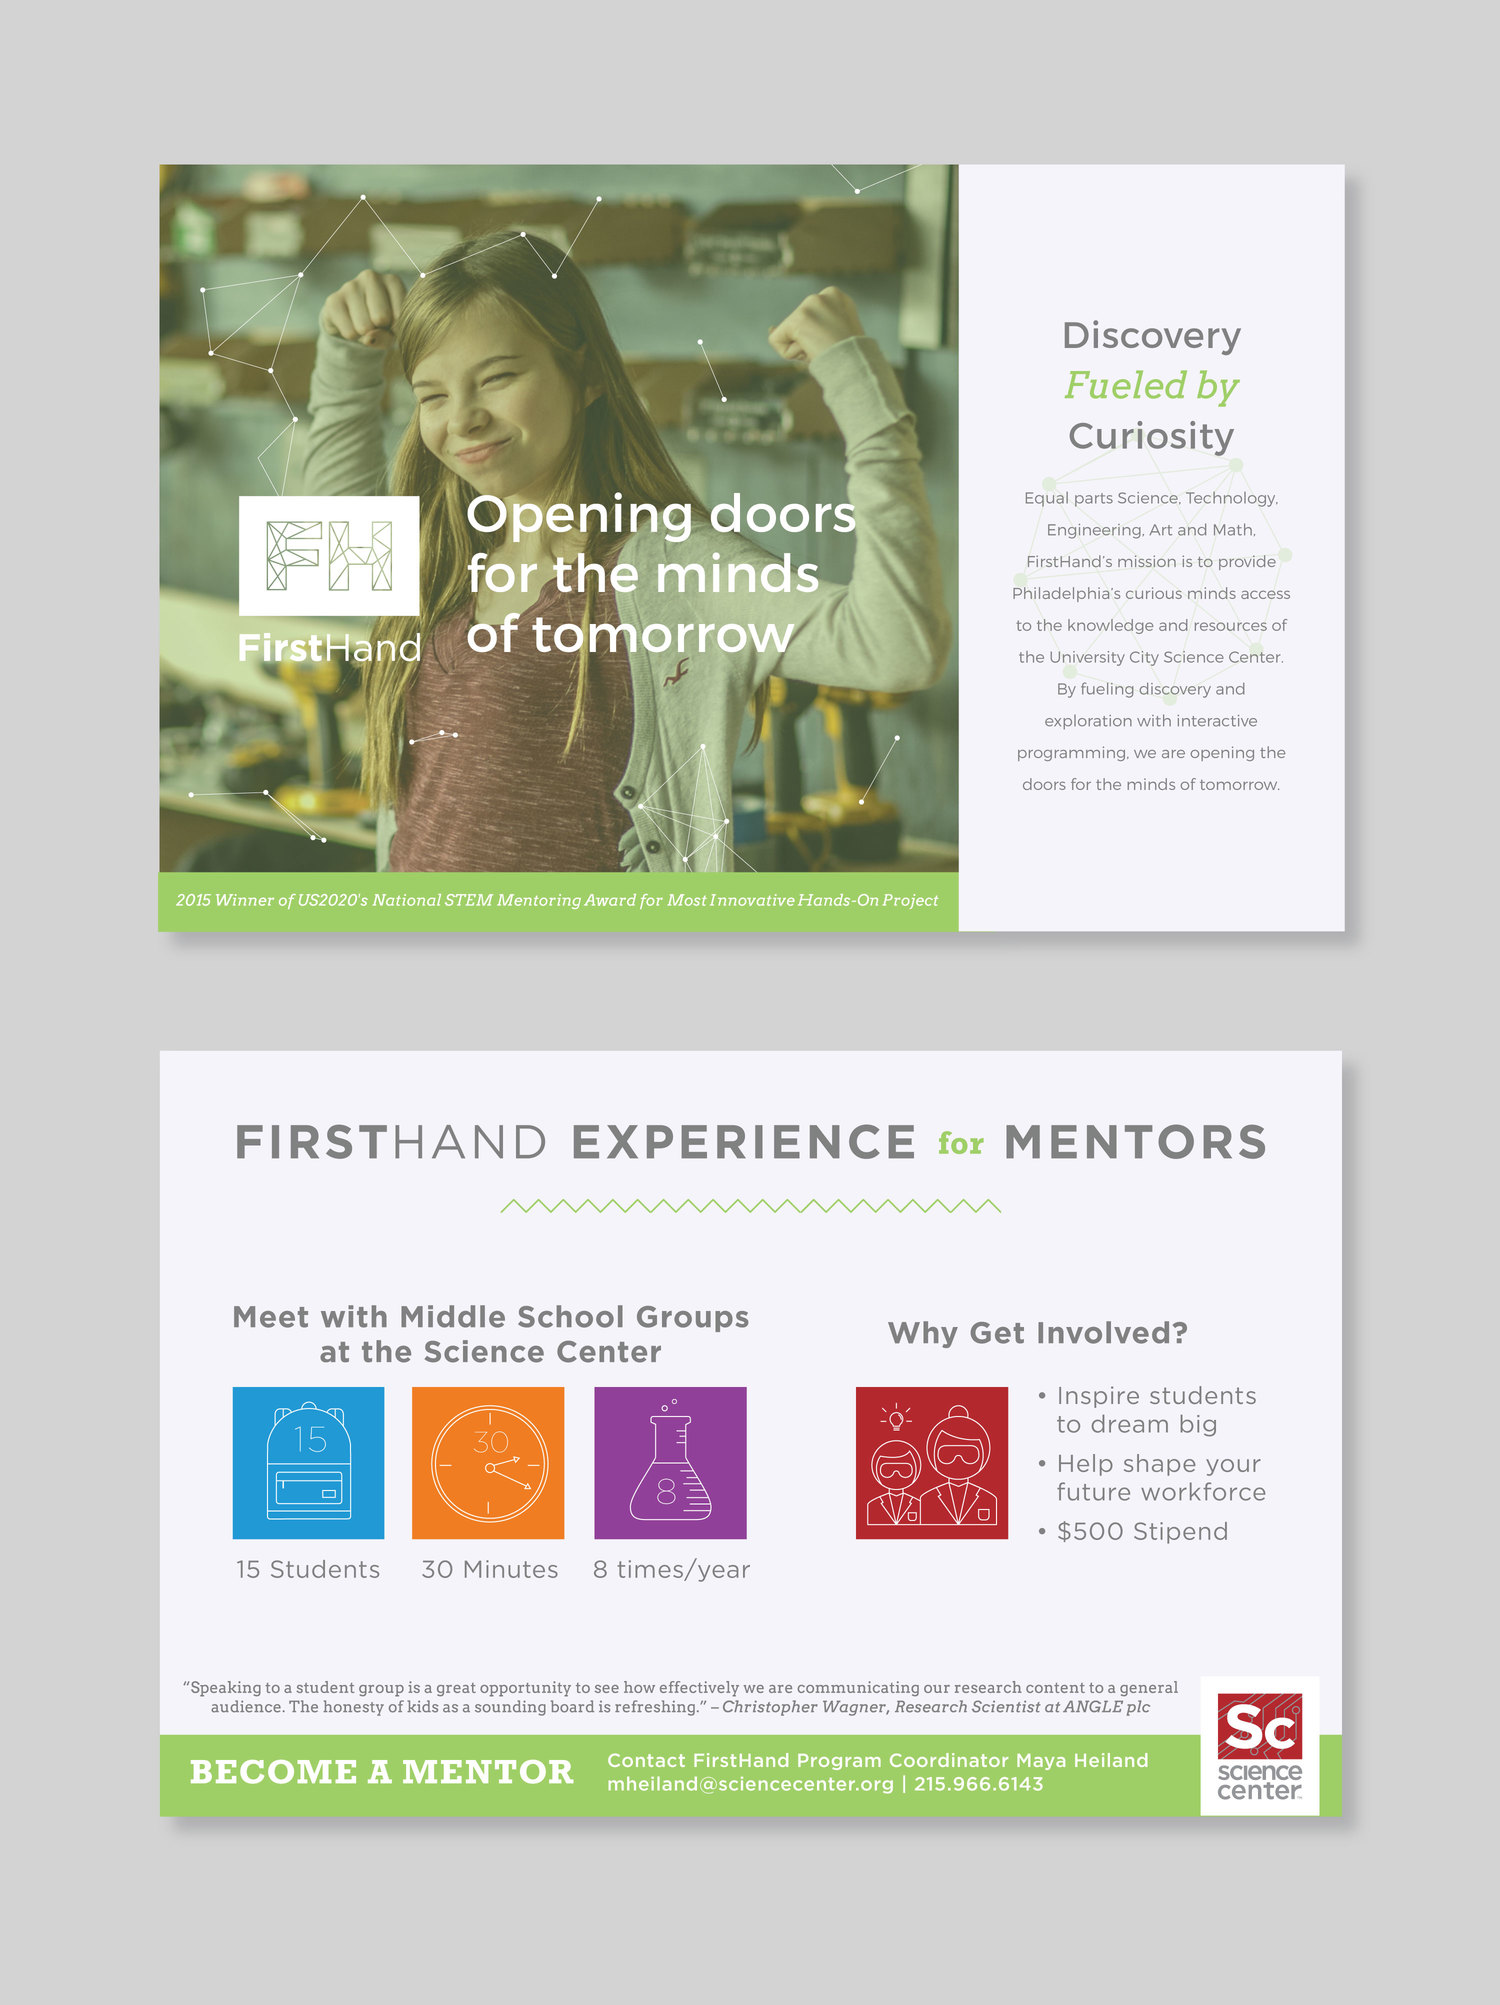 FH
FirstHand
Opening doors
for the minds
of tomorrow
2015 Winner of US2020's National STEM Mentoring Award for Most Innovative Hands-On Project
Discovery
Fueled by
Curiosity
Equal parts Science, Technology,
Engineering, Art and Math,
FirstHand’s mission is to provide
Philadelphia’s curious minds access
to the knowledge and resources of
the University City Science Center.
By fueling discovery and
exploration with interactive
programming, we are opening the
doors for the minds of tomorrow.
FIRSTHAND EXPERIENCE for MENTORS
Meet with Middle School Groups
at the Science Center
15
30
8
15 Students
30 Minutes
8 times/year
Why Get Involved?
• Inspire students
to dream big
• Help shape your
future workforce
• $500 Stipend
“Speaking to a student group is a great opportunity to see how effectively we are communicating our research content to a general
audience. The honesty of kids as a sounding board is refreshing.” – Christopher Wagner, Research Scientist at ANGLE plc
BECOME A MENTOR
Contact FirstHand Program Coordinator Maya Heiland
mheiland@sciencecenter.org | 215.966.6143
Sc
science
center